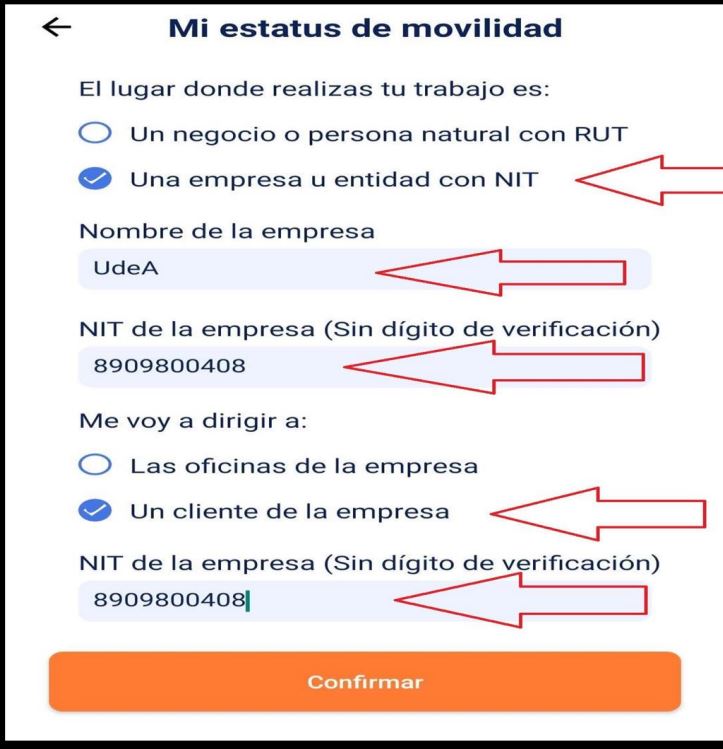 Mi estatus de movilidad
El lugar donde realizas tu trabajo es:
Un negocio o persona natural con RUT
Una empresa u entidad con NIT
Nombre de la empresa
UdeA
NIT de la empresa (Sin dígito de verificación)
8909800408
Me voy a dirigir a:
Las oficinas de la empresa
Un cliente de la empresa
NIT de la empresa (Sin dígito de verificación)
8909800408
Confirmar